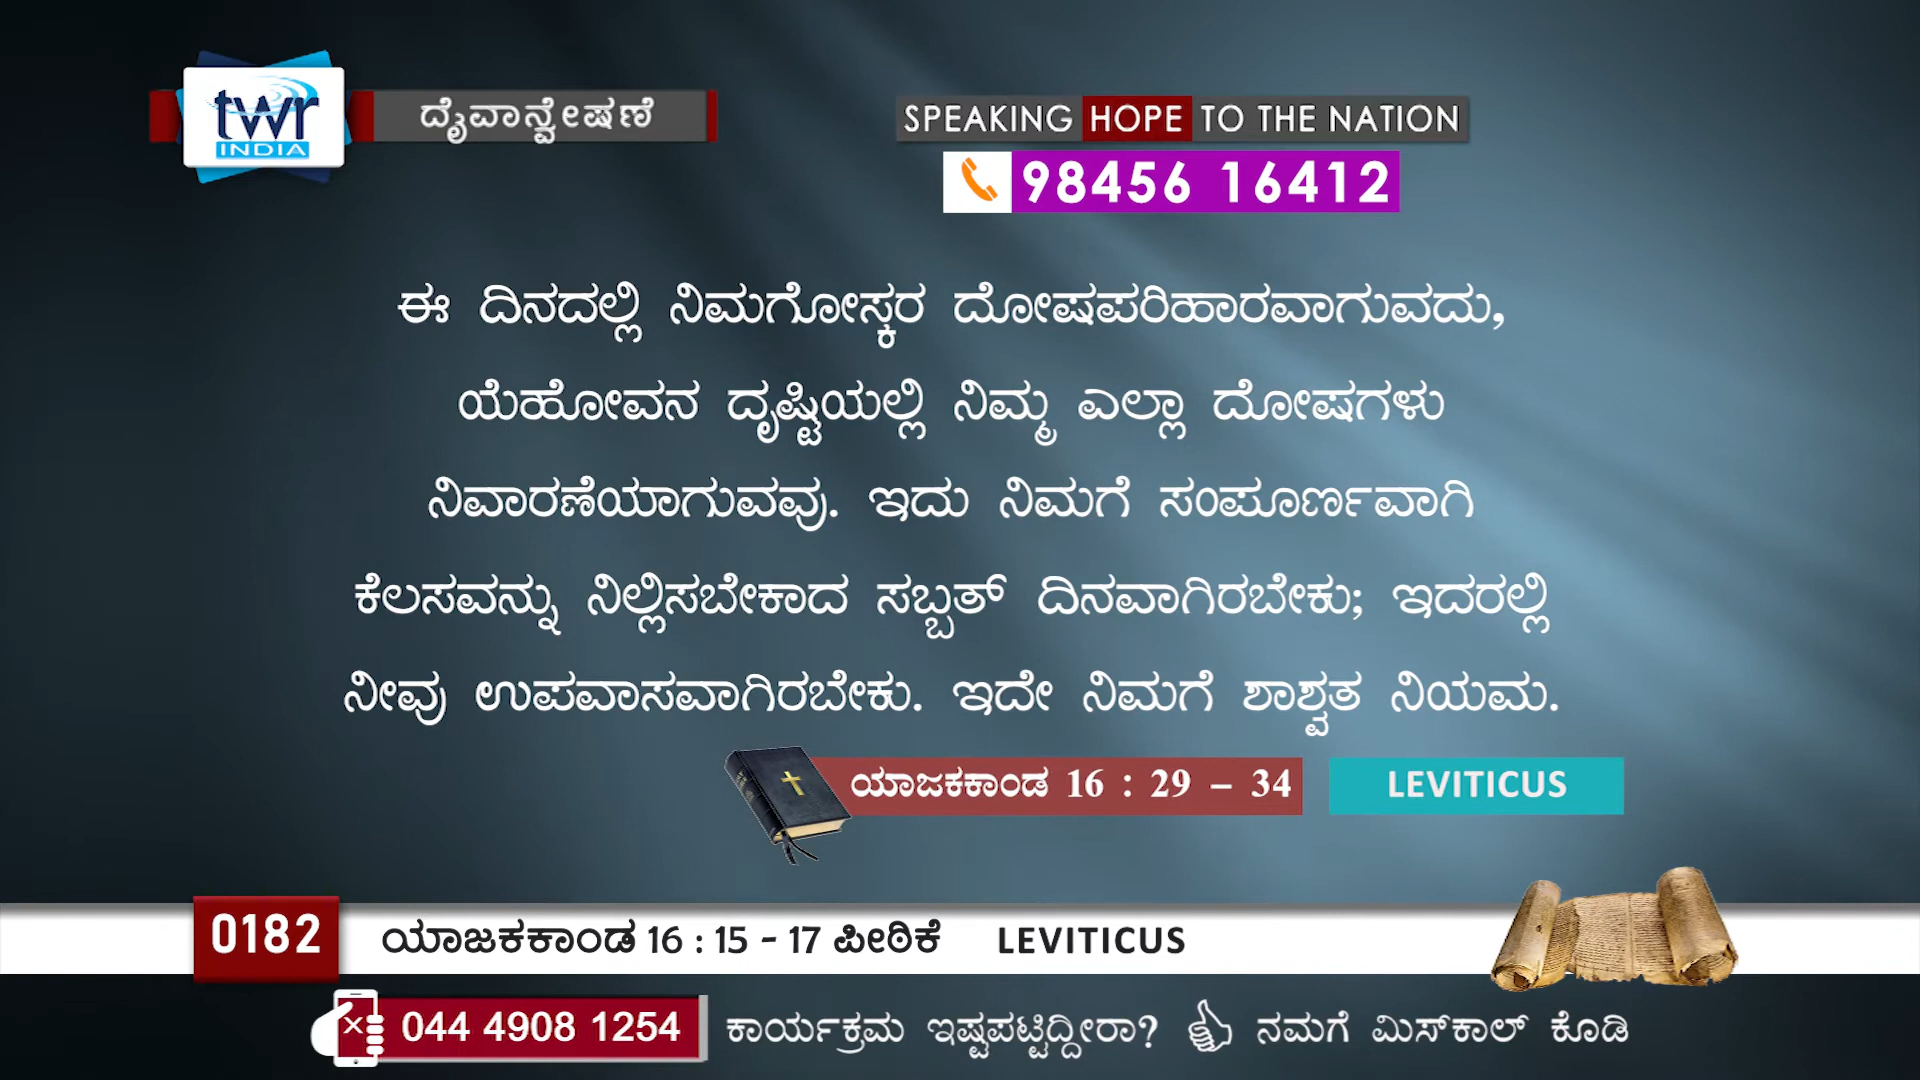 twr
INDIA
ದೈವಾನ್ವೇಷಣೆ
SPEAKING HOPE TO THE NATION
98456 16412
ಈ ದಿನದಲ್ಲಿ ನಿಮಗೋಸ್ಕರ ದೋಷಪರಿಹಾರವಾಗುವದು,
ಯೆಹೋವನ ದೃಷ್ಟಿಯಲ್ಲಿ ನಿಮ್ಮ ಎಲ್ಲಾ ದೋಷಗಳು
ನಿವಾರಣೆಯಾಗುವವು. ಇದು ನಿಮಗೆ ಸಂಪೂರ್ಣವಾಗಿ
ಕೆಲಸವನ್ನು ನಿಲ್ಲಿಸಬೇಕಾದ ಸಬ್ಬತ್ ದಿನವಾಗಿರಬೇಕು; ಇದರಲ್ಲಿ
ನೀವು ಉಪವಾಸವಾಗಿರಬೇಕು. ಇದೇ ನಿಮಗೆ ಶಾಶ್ವತ ನಿಯಮ.
ಯಾಜಕಕಾಂಡ 16 : 29 – 34 LEVITICUS
0182 ಯಾಜಕಕಾಂಡ 16 : 15 - 17 ಪೀಠಿಕೆ LEVITICUS
044 4908 1254 ಕಾರ್ಯಕ್ರಮ ಇಷ್ಟಪಟ್ಟಿದ್ದೀರಾ? ನಮಗೆ ಮಿಸ್‌ಕಾಲ್ ಕೊಡಿ